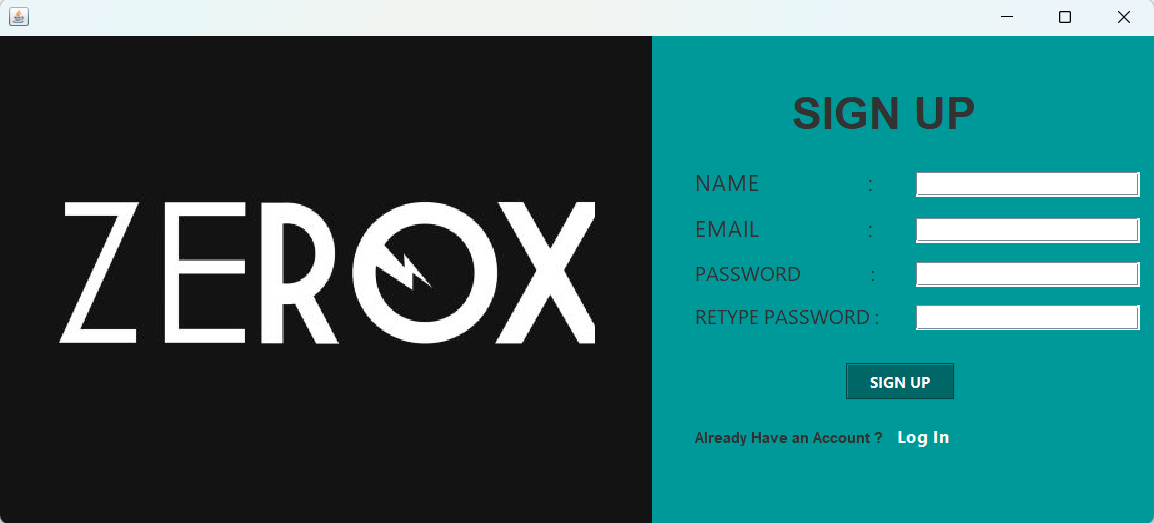 ZEROX
SIGN UP
NAME :
EMAIL :
PASSWORD :
RETYPE PASSWORD :
SIGN UP
Already Have an Account ? Log In